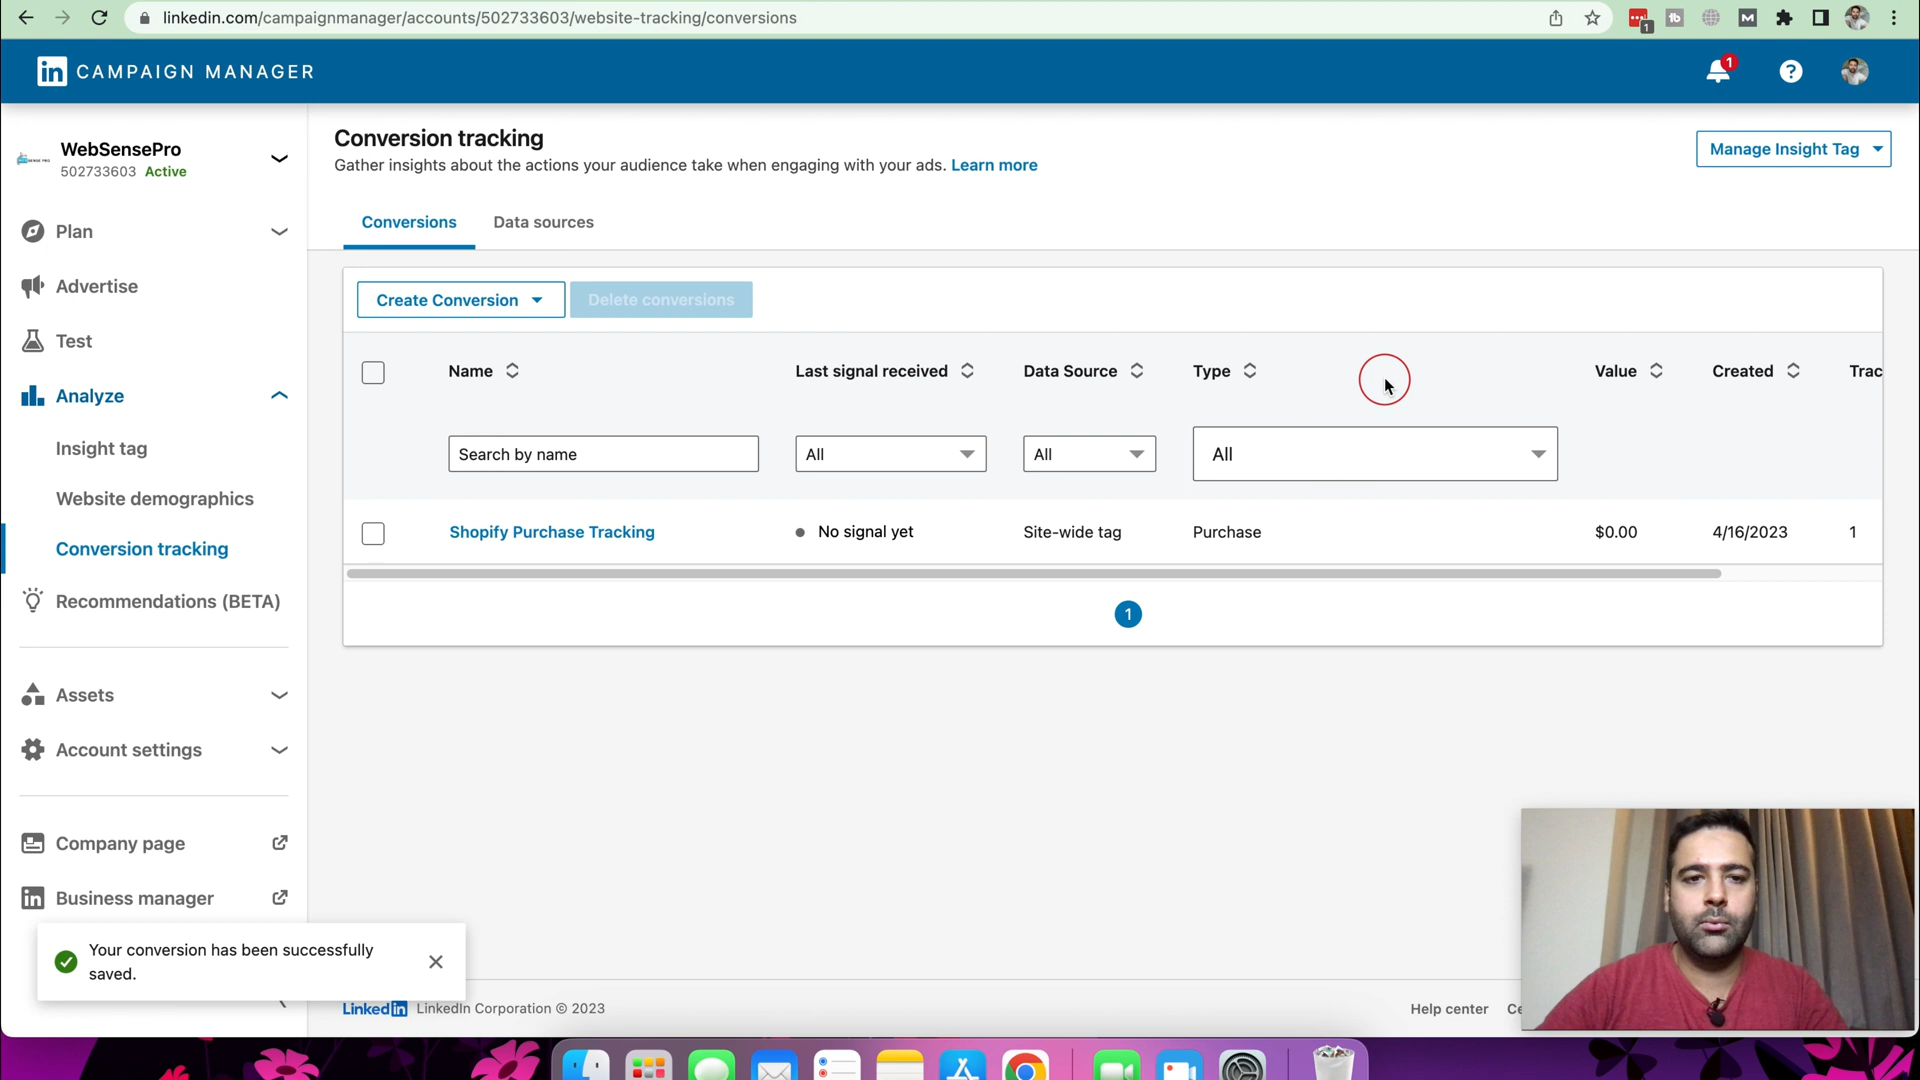 linkedin.com/campaignmanager/accounts/502733603/website-tracking/conversions
1
in CAMPAIGN MANAGER
1
WebSensePro
502733603 Active
Plan
Advertise
Test
Analyze
Insight tag
Website demographics
Conversion tracking
Recommendations (BETA)
Assets
Account settings
Company page
Business manager
Conversion tracking
Gather insights about the actions your audience take when engaging with your ads. Learn more
Manage Insight Tag
Conversions Data sources
Create Conversion Delete conversions
Name Last signal received Data Source Type Value Created Trac
Search by name All All All
Shopify Purchase Tracking No signal yet Site-wide tag Purchase $0.00 4/16/2023 1
1
Your conversion has been successfully
saved.
Linkedin LinkedIn Corporation © 2023
Help center Ce